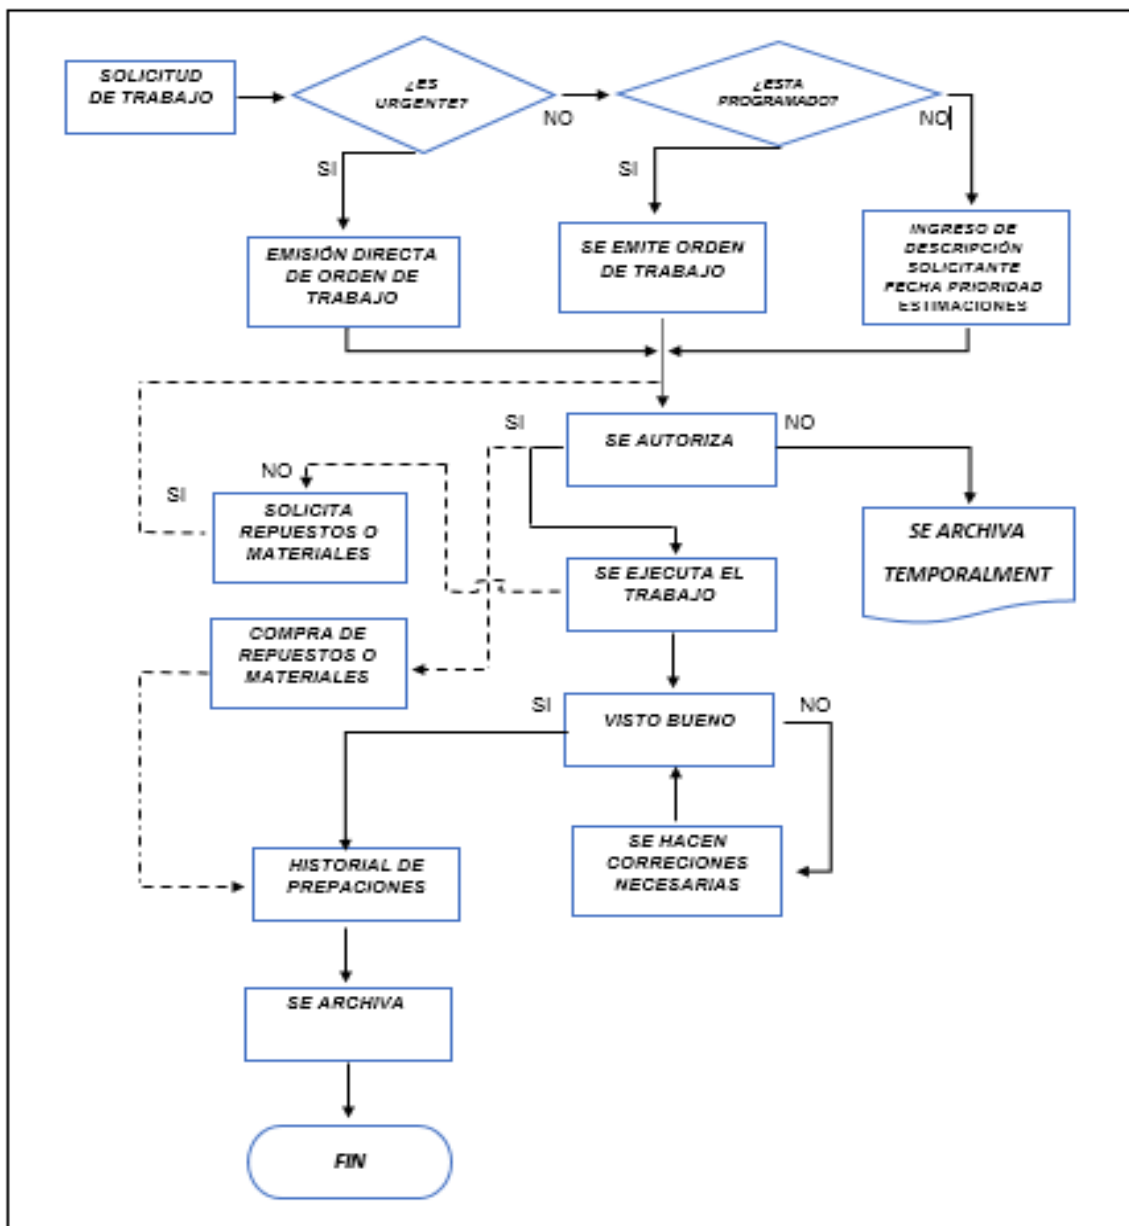 SOLICITUD
DE TRABAJO
¿ES
URGENTE?
NO
¿ESTA
PROGRAMADO?
NO
SI
SI
EMISIÓN DIRECTA
DE ORDEN DE
TRABAJO
SE EMITE ORDEN
DE TRABAJO
INGRESO DE
DESCRIPCIÓN
SOLICITANTE
FECHA PRIORIDAD
ESTIMACIONES
SI
SE AUTORIZA
NO
NO
SI
SOLICITA
REPUESTOS O
MATERIALES
SE ARCHIVA
TEMPORALMENT
SE EJECUTA EL
TRABAJO
COMPRA DE
REPUESTOS O
MATERIALES
SI
VISTO BUENO
NO
HISTORIAL DE
PREPACIONES
SE HACEN
CORRECIONES
NECESARIAS
SE ARCHIVA
FIN